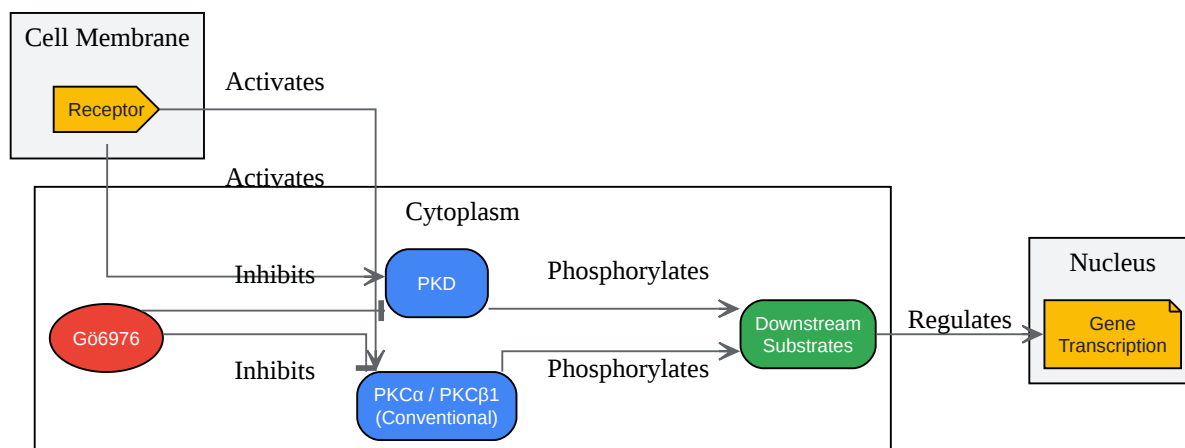 Cell Membrane
Receptor
Activates
Activates
Cytoplasm
Inhibits
PKD
Phosphorylates
Gö6976
Inhibits
PKCα / PKCβ1
(Conventional)
Phosphorylates
Downstream
Substrates
Regulates
Nucleus
Gene
Transcription